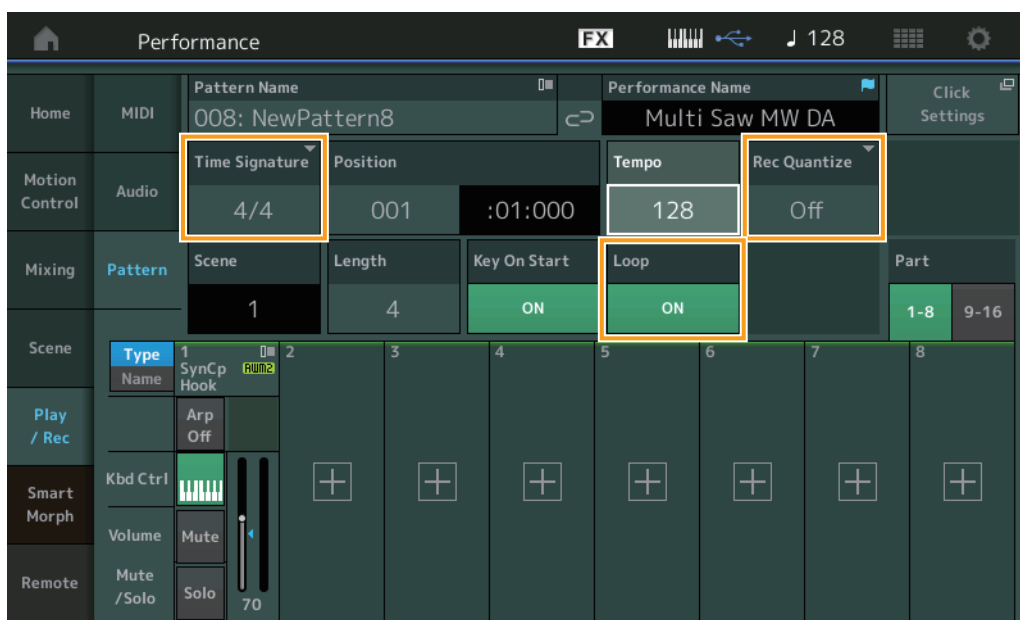 Performance
FX
♩ 128
Home
Motion
Control
Mixing
Scene
Play
/ Rec
Smart
Morph
Remote
MIDI
Audio
Pattern
Pattern Name
008: NewPattern8
Performance Name
Multi Saw MW DA
Click
Settings
Time Signature
4/4
Position
001
:01:000
Tempo
128
Rec Quantize
Off
Scene
1
Length
4
Key On Start
ON
Loop
ON
Part
1-8
9-16
Type
Name
1
SynCp
Hook
AWM2
2
3
4
5
6
7
8
Arp
Off
Kbd Ctrl
Volume
Mute
/Solo
Mute
Solo
70